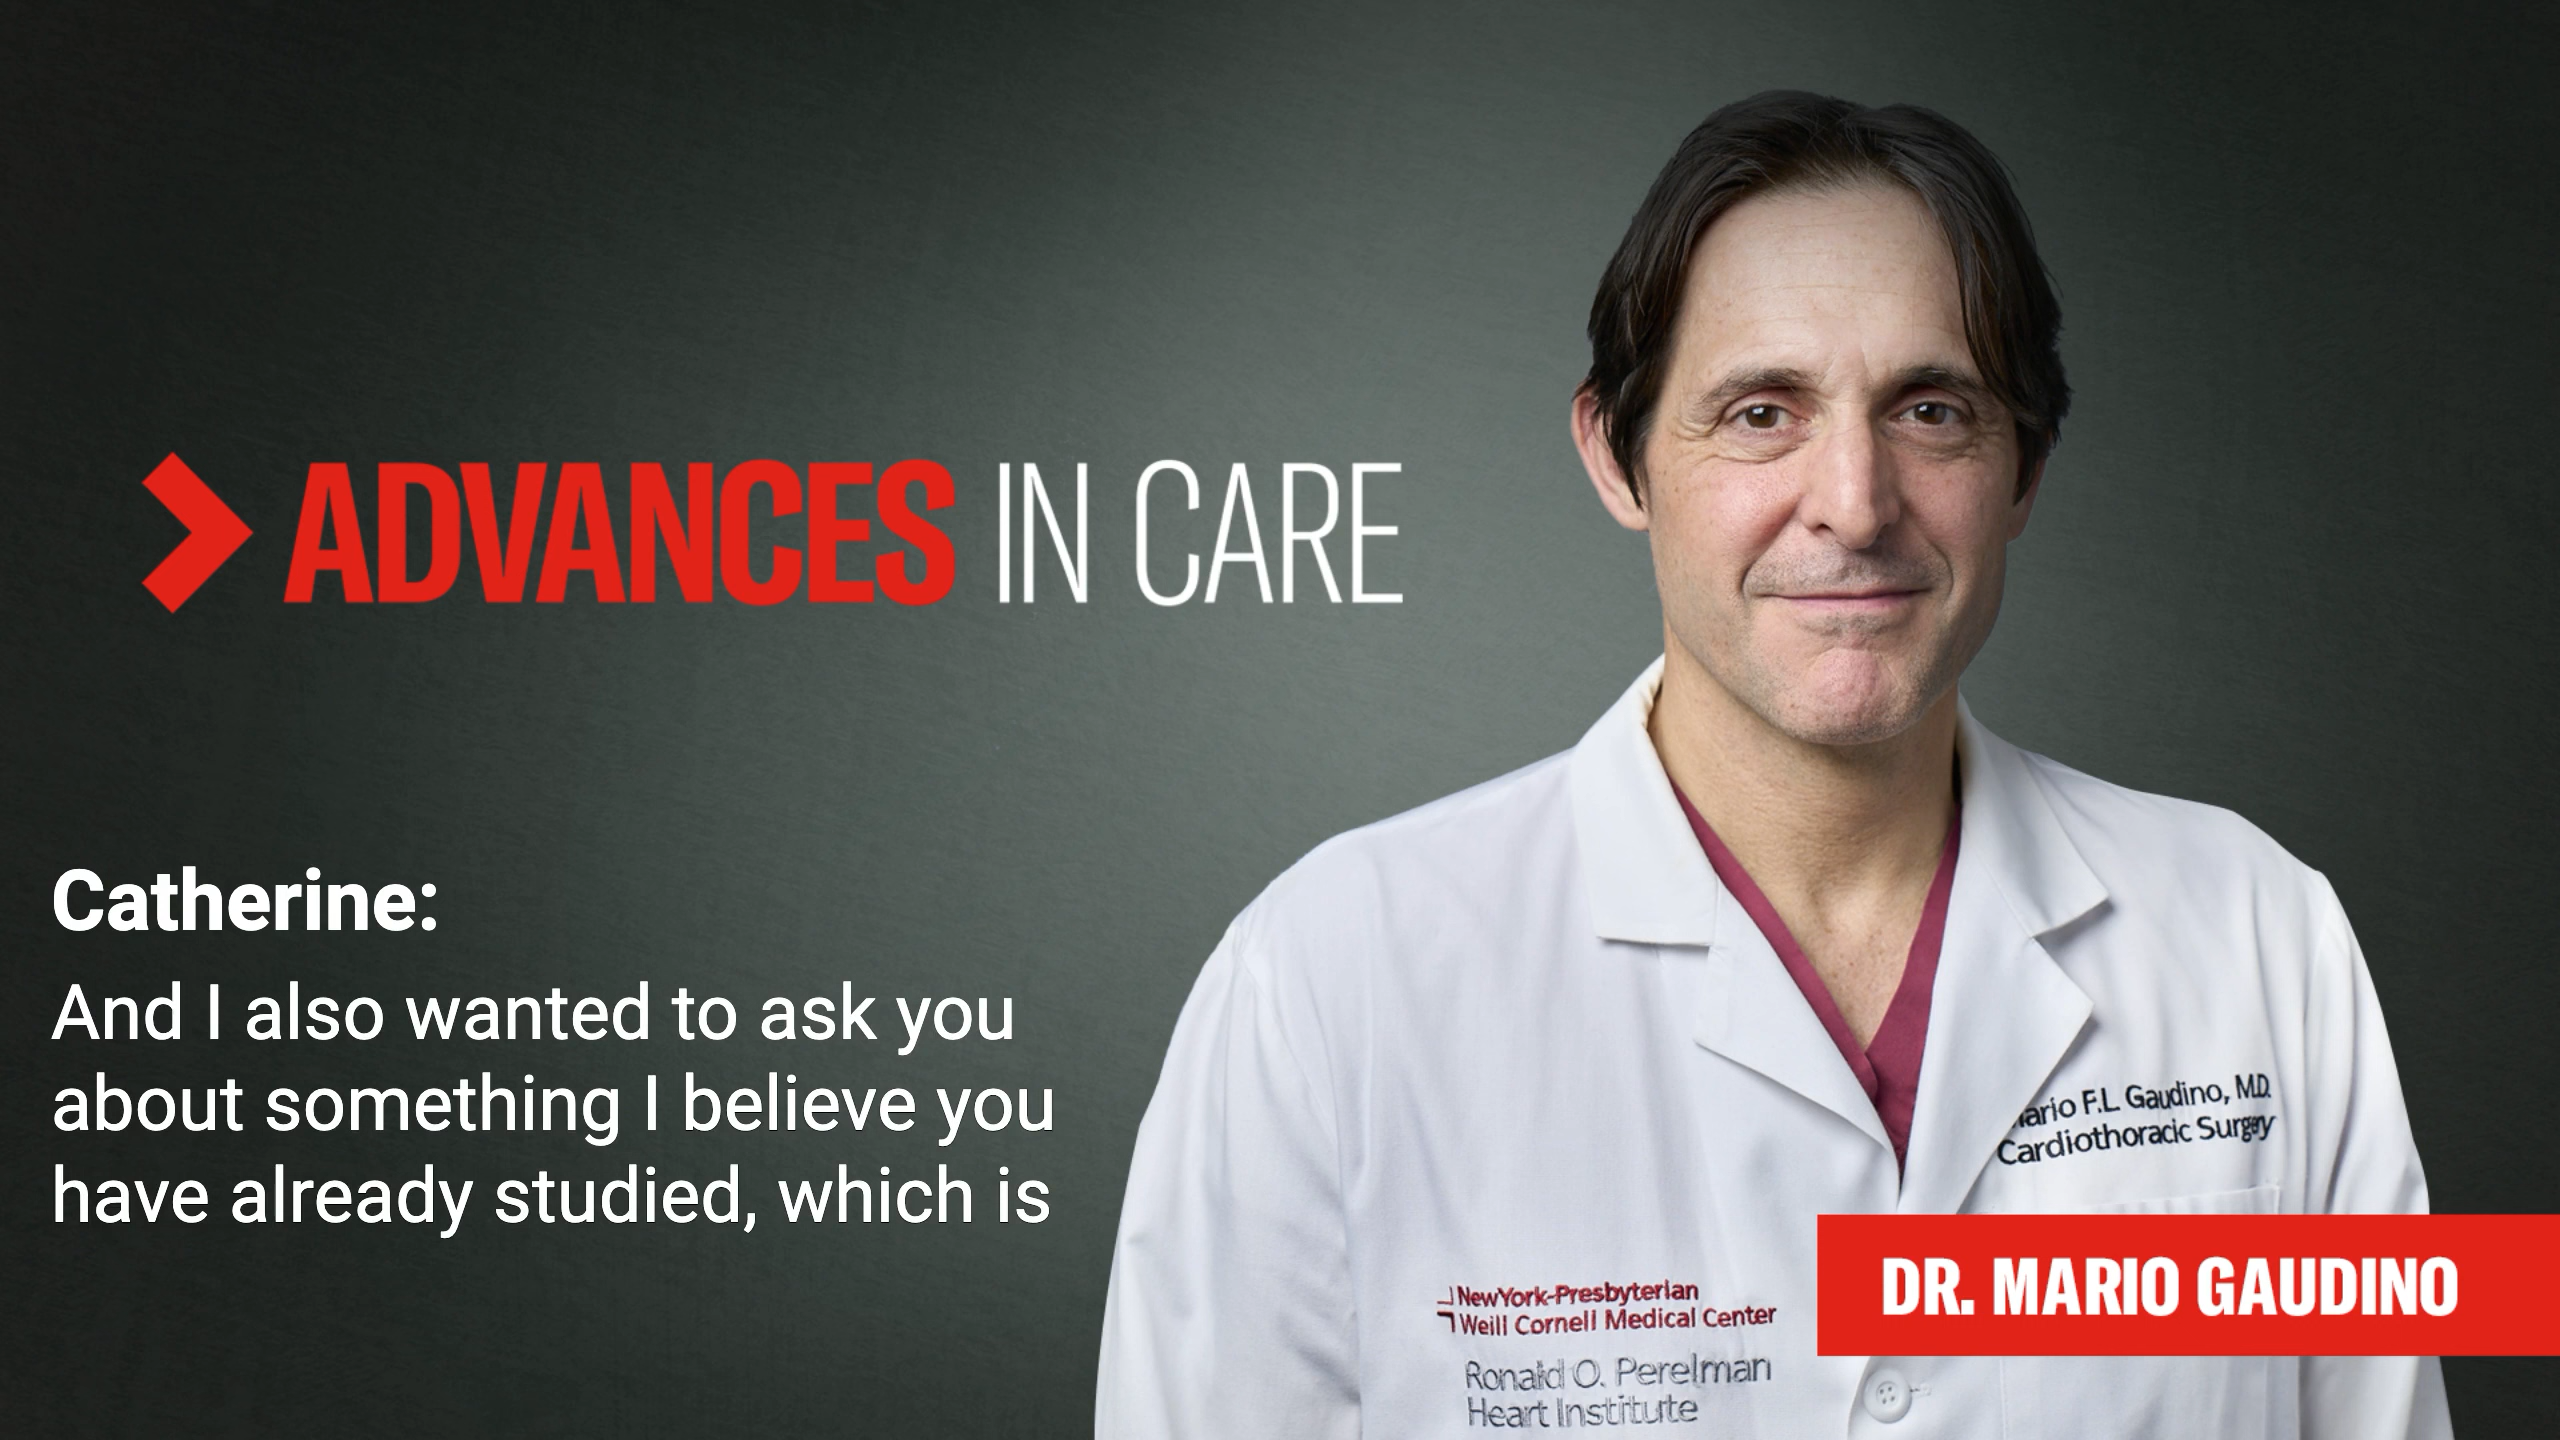 ADVANCES IN CARE
Catherine:
And I also wanted to ask you
about something I believe you
have already studied, which is
ario F.L. Gaudino, M.D.
Cardiothoracic Surgery
NewYork-Presbyterian
Weill Cornell Medical Center
Ronald O. Perelman
Heart Institute
DR. MARIO GAUDINO